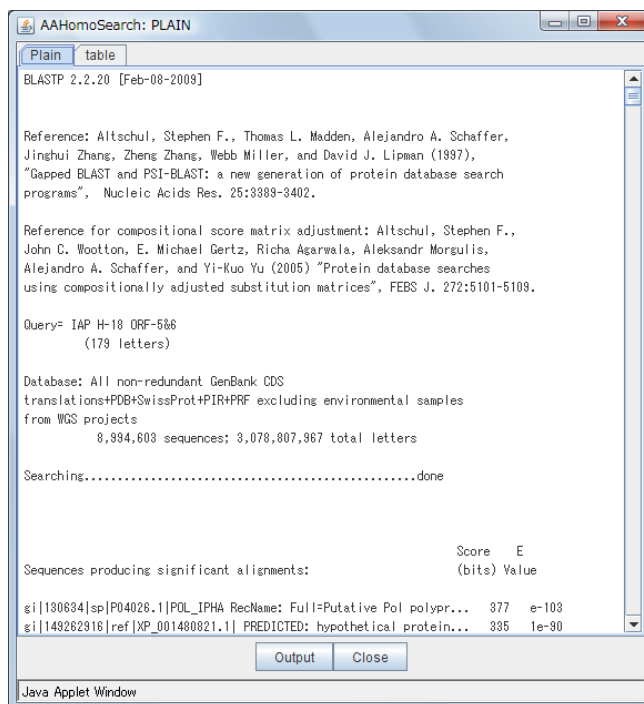 AAHomoSearch: PLAIN
Plain table
BLASTP 2.2.20 [Feb-08-2009]
Reference: Altschul, Stephen F., Thomas L. Madden, Alejandro A. Schaffer,
Jinghui Zhang, Zheng Zhang, Webb Miller, and David J. Lipman (1997),
"Gapped BLAST and PSI-BLAST: a new generation of protein database search
programs", Nucleic Acids Res. 25:3389-3402.
Reference for compositional score matrix adjustment: Altschul, Stephen F.,
John C. Wootton, E. Michael Gertz, Richa Agarwala, Aleksandr Morgulis,
Alejandro A. Schaffer, and Yi-Kuo Yu (2005) "Protein database searches
using compositionally adjusted substitution matrices", FEBS J. 272:5101-5109.
Query= IAP H-18 ORF-5&6
(179 letters)
Database: All non-redundant GenBank CDS
translations+PDB+SwissProt+PIR+PRF excluding environmental samples
from WGS projects
8,994,603 sequences; 3,078,807,967 total letters
Searching..................................................done
Score E
Sequences producing significant alignments: (bits) Value
gi|130634|sp|P04026.1|POL_IPHA RecName: Full=Putative Pol polypr... 377 e-103
gi|149262916|ref|XP_001480821.1| PREDICTED: hypothetical protein... 335 1e-90
Output Close
Java Applet Window